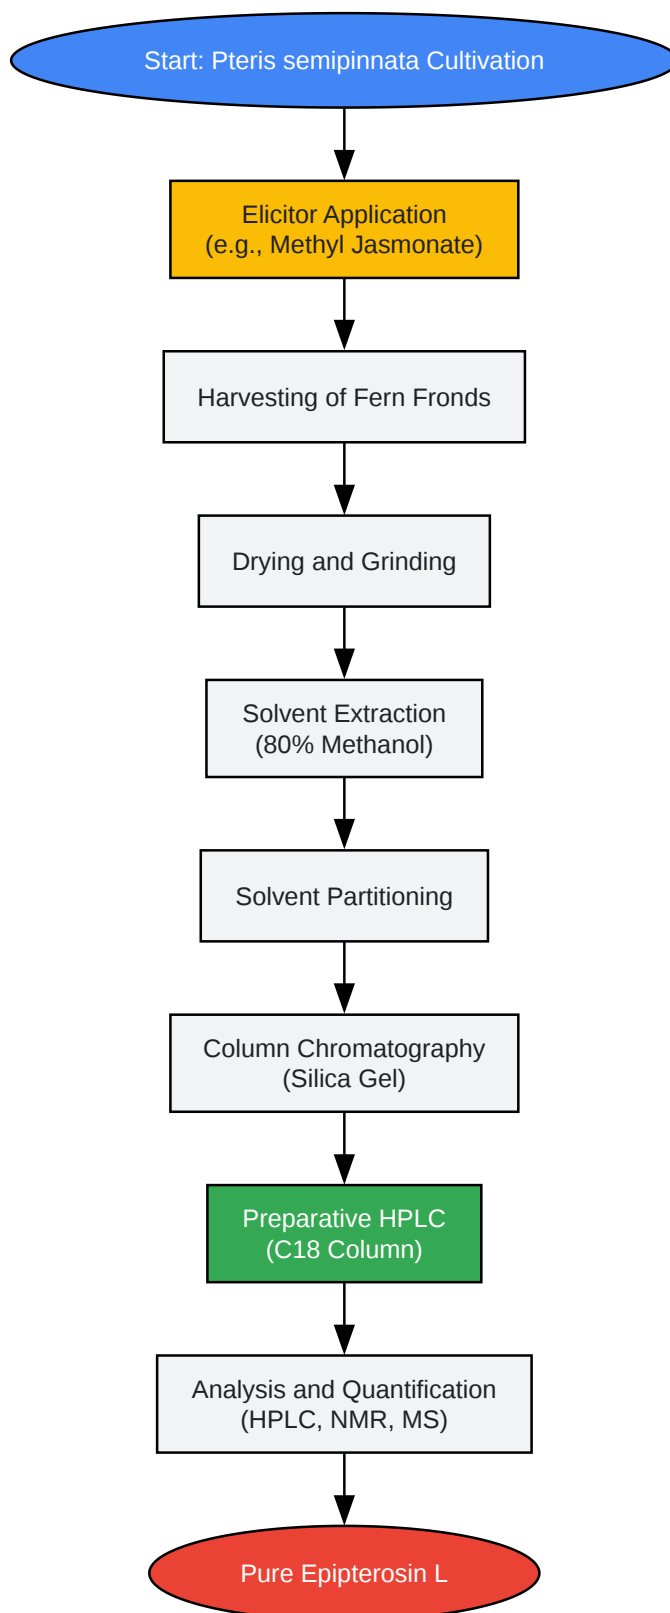 Start: Pteris semipinnata Cultivation
Elicitor Application
(e.g., Methyl Jasmonate)
Harvesting of Fern Fronds
Drying and Grinding
Solvent Extraction
(80% Methanol)
Solvent Partitioning
Column Chromatography
(Silica Gel)
Preparative HPLC
(C18 Column)
Analysis and Quantification
(HPLC, NMR, MS)
Pure Epipterosin L